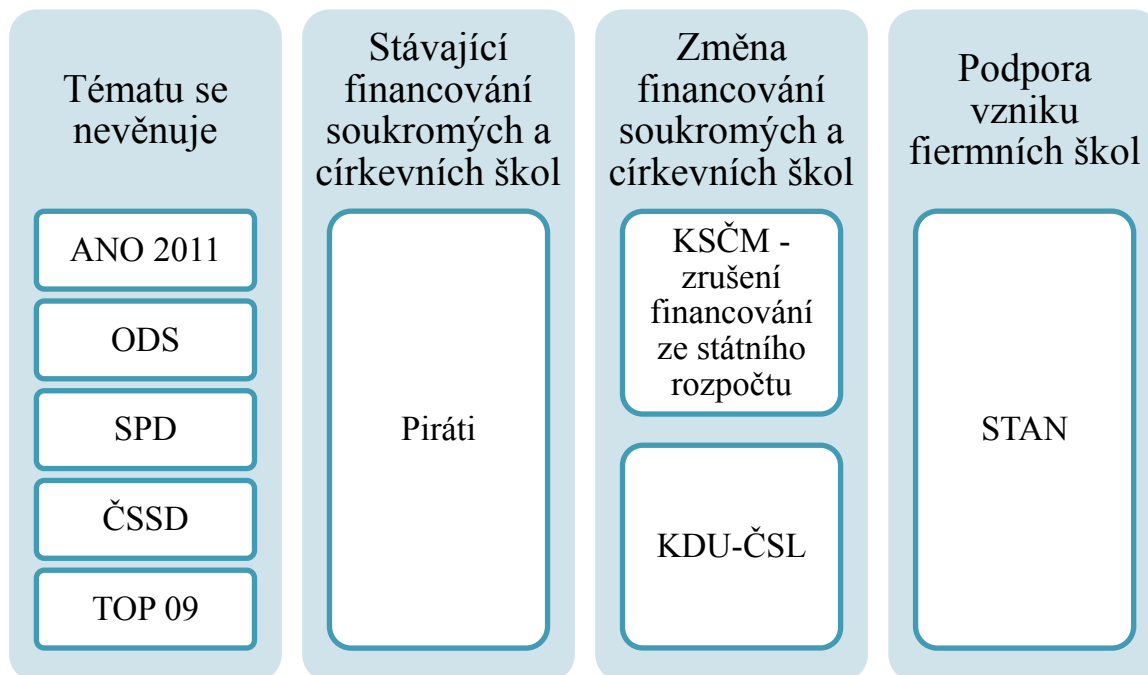 Tématu se
nevěnuje
ANO 2011
ODS
SPD
ČSSD
TOP 09
Stávající
financování
soukromých a
církevních škol
Piráti
Změna
financování
soukromých a
církevních škol
KSČM -
zrušení
financování
ze státního
rozpočtu
KDU-ČSL
Podpora
vzniku
fiermních škol
STAN